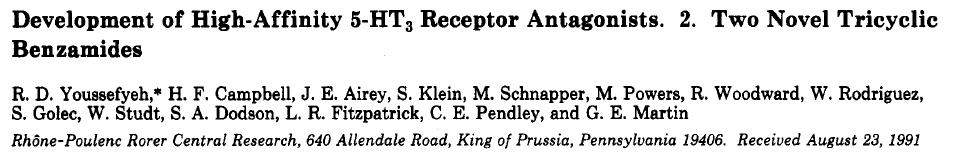 Development of High-Affinity 5-HT₃ Receptor Antagonists. 2. Two Novel Tricyclic
Benzamides
R. D. Youssefyeh,* H. F. Campbell, J. E. Airey, S. Klein, M. Schnapper, M. Powers, R. Woodward, W. Rodriguez,
S. Golec, W. Studt, S. A. Dodson, L. R. Fitzpatrick, C. E. Pendley, and G. E. Martin
Rhône-Poulenc Rorer Central Research, 640 Allendale Road, King of Prussia, Pennsylvania 19406. Received August 23, 1991